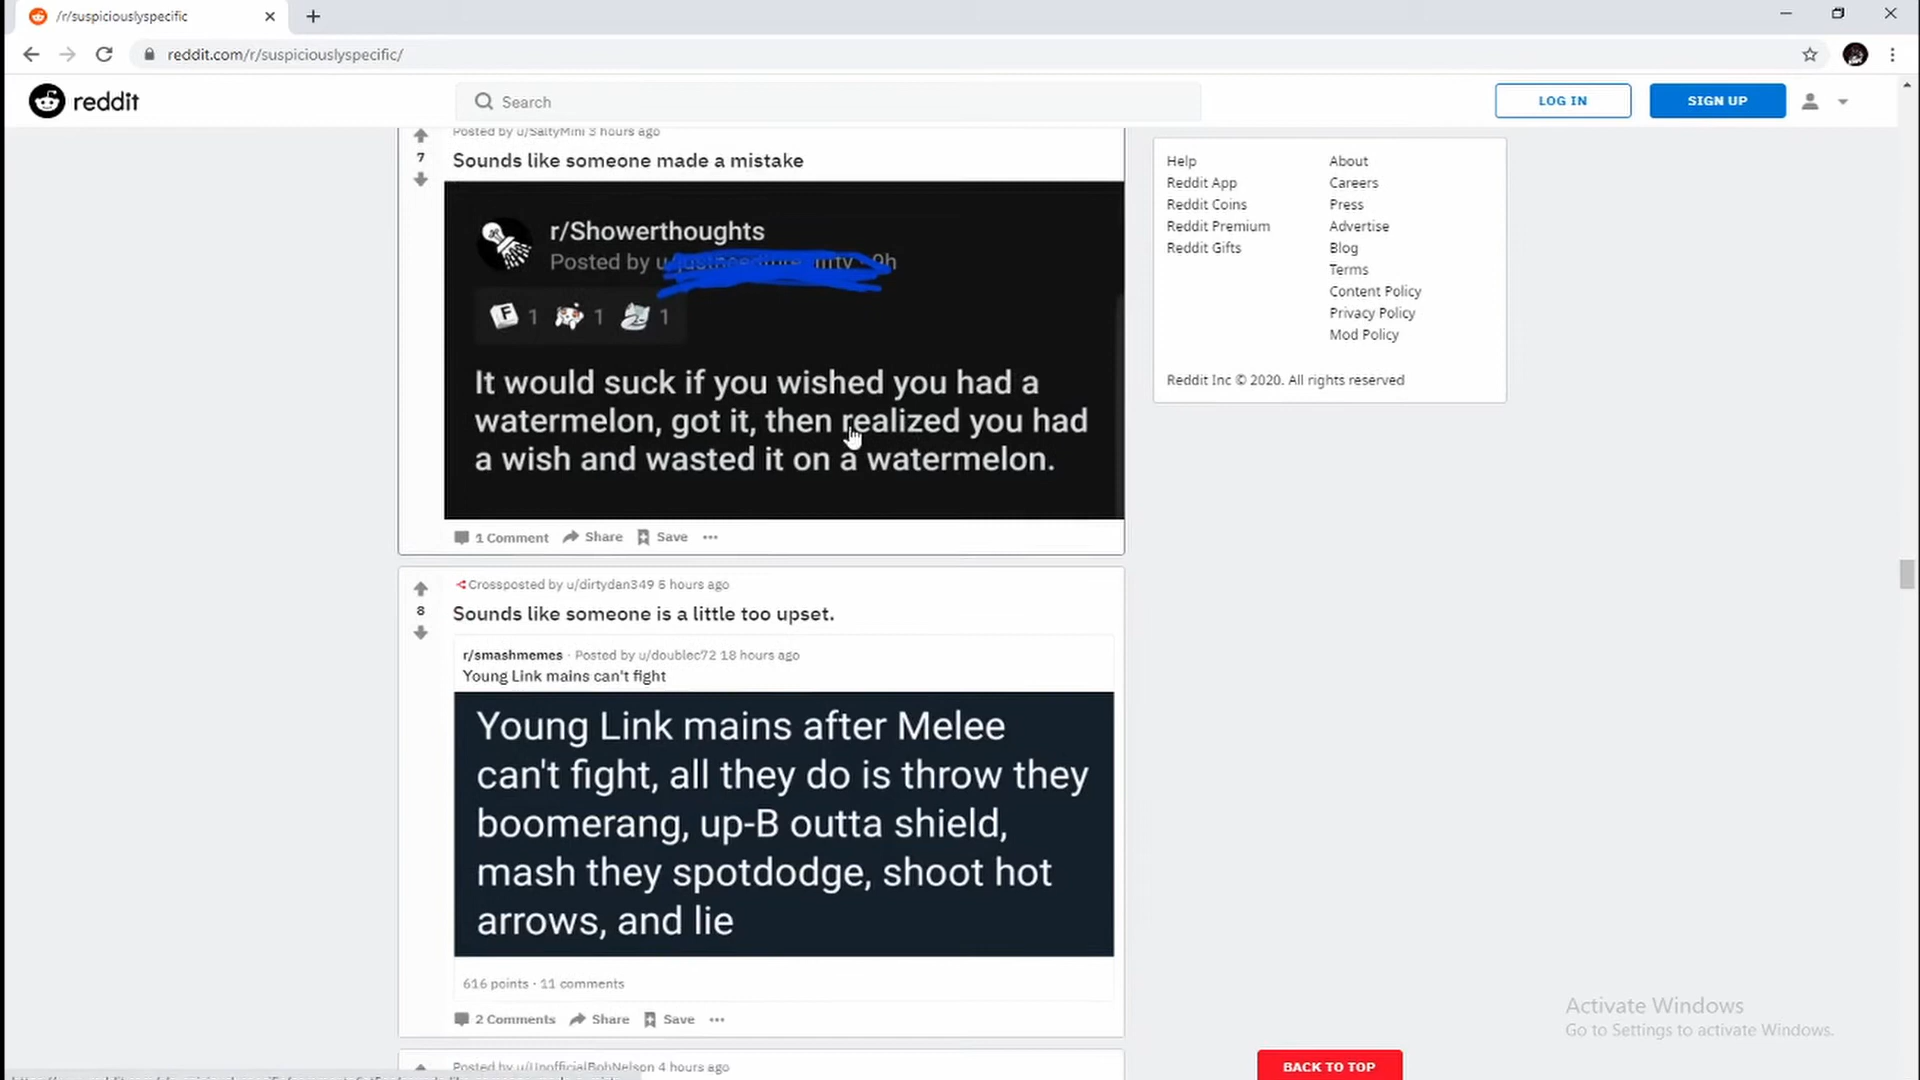 /r/suspiciouslyspecific
reddit.com/r/suspiciouslyspecific/
reddit
Search
LOG IN
SIGN UP
Posted by u/SaltyMini 3 hours ago
7
Sounds like someone made a mistake
r/Showerthoughts
Posted by
9h
F 1 1 1
It would suck if you wished you had a
watermelon, got it, then realized you had
a wish and wasted it on a watermelon.
1 Comment Share Save
Crossposted by u/dirtydan349 5 hours ago
8
Sounds like someone is a little too upset.
r/smashmemes · Posted by u/doublec72 18 hours ago
Young Link mains can't fight
Young Link mains after Melee
can't fight, all they do is throw they
boomerang, up-B outta shield,
mash they spotdodge, shoot hot
arrows, and lie
616 points · 11 comments
2 Comments Share Save
Posted by u/UnofficialBobNelson 4 hours ago
Help
Reddit App
Reddit Coins
Reddit Premium
Reddit Gifts
About
Careers
Press
Advertise
Blog
Terms
Content Policy
Privacy Policy
Mod Policy
Reddit Inc © 2020. All rights reserved
Activate Windows
Go to Settings to activate Windows.
BACK TO TOP